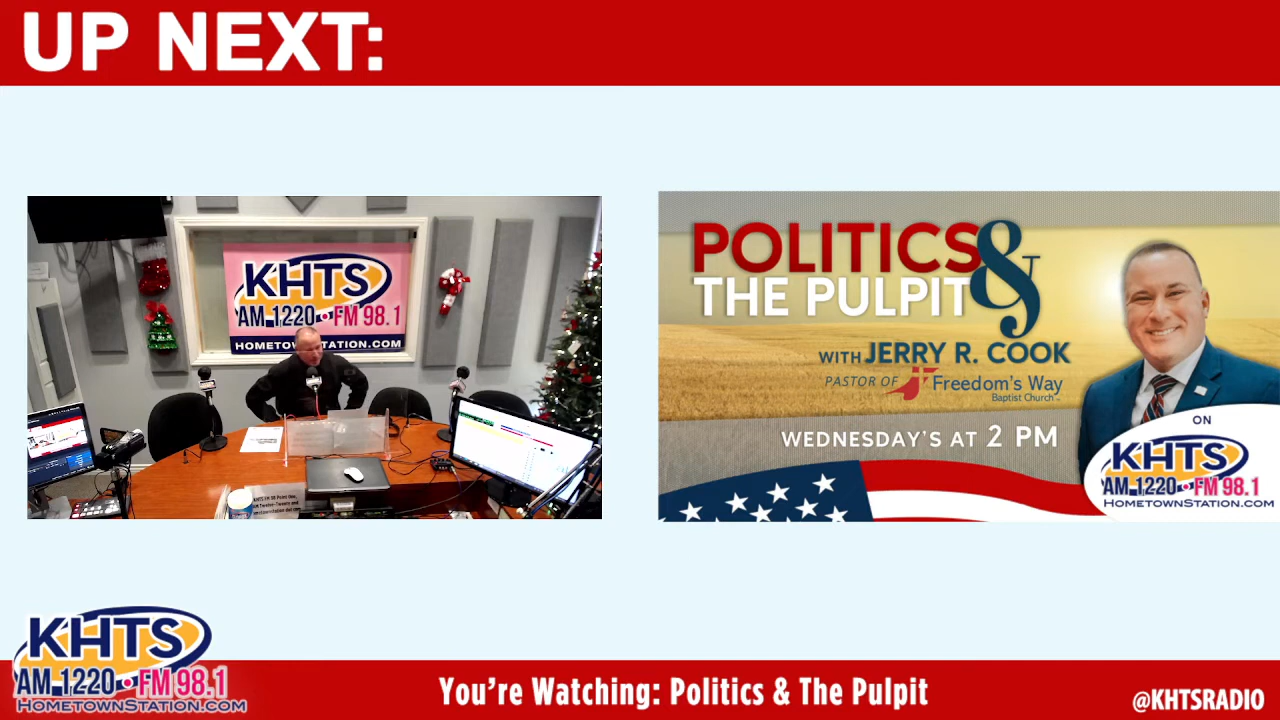 UP NEXT:
KHTS
AM 1220 • FM 98.1
HOMETOWNSTATION.COM
POLITICS &
THE PULPIT
WITH JERRY R. COOK
PASTOR OF Freedom's Way
Baptist Church
WEDNESDAY'S AT 2 PM
ON
KHTS
AM 1220 • FM 98.1
HOMETOWNSTATION.COM
KHTS
AM 1220 • FM 98.1
HOMETOWNSTATION.COM
You're Watching: Politics & The Pulpit
@KHTSRADIO